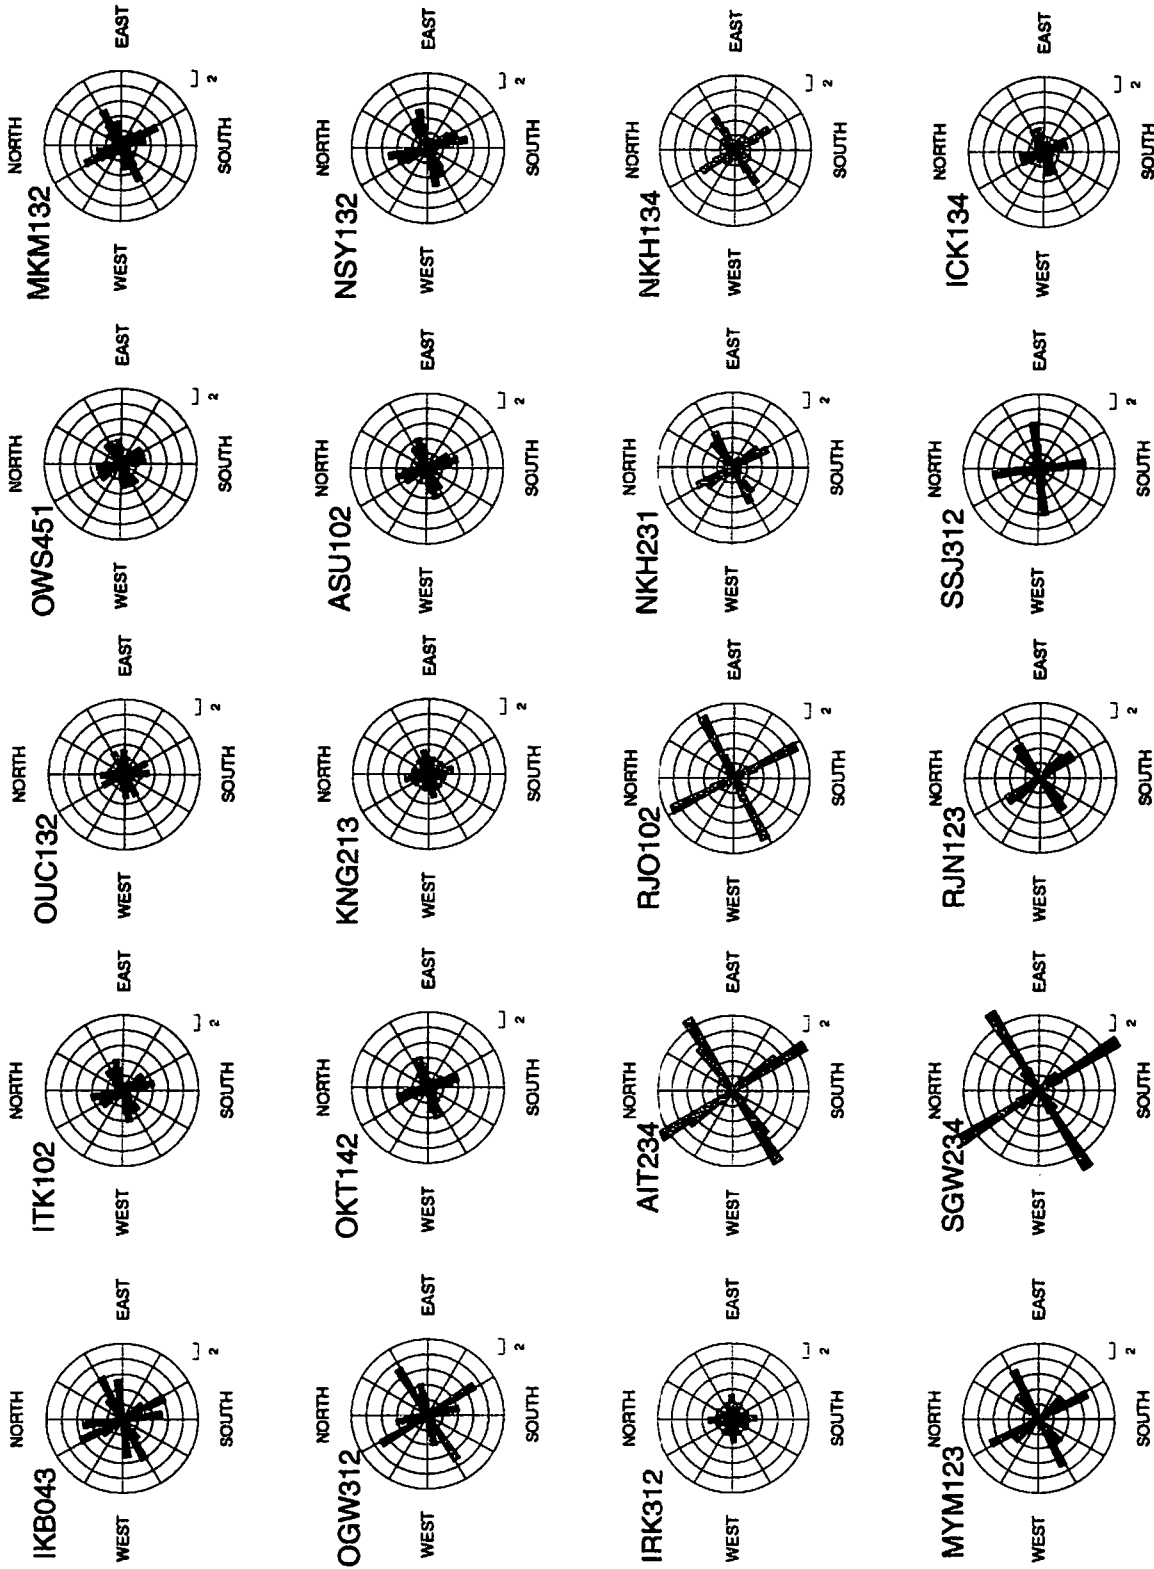 IKB043
NORTH
WEST
EAST
2
SOUTH
ITK102
NORTH
WEST
EAST
2
SOUTH
OUC132
NORTH
WEST
EAST
2
SOUTH
OWS451
NORTH
WEST
EAST
2
SOUTH
MKM132
NORTH
WEST
EAST
2
SOUTH
OGW312
NORTH
WEST
EAST
2
SOUTH
OKT142
NORTH
WEST
EAST
2
SOUTH
KNG213
NORTH
WEST
EAST
2
SOUTH
ASU102
NORTH
WEST
EAST
2
SOUTH
NSY132
NORTH
WEST
EAST
2
SOUTH
IRK312
NORTH
WEST
EAST
2
SOUTH
AIT234
NORTH
WEST
EAST
2
SOUTH
RJO102
NORTH
WEST
EAST
2
SOUTH
NKH231
NORTH
WEST
EAST
2
SOUTH
NKH134
NORTH
WEST
EAST
2
SOUTH
MYM123
NORTH
WEST
EAST
2
SOUTH
SGW234
NORTH
WEST
EAST
2
SOUTH
RJN123
NORTH
WEST
EAST
2
SOUTH
SSJ312
NORTH
WEST
EAST
2
SOUTH
ICK134
NORTH
WEST
EAST
2
SOUTH